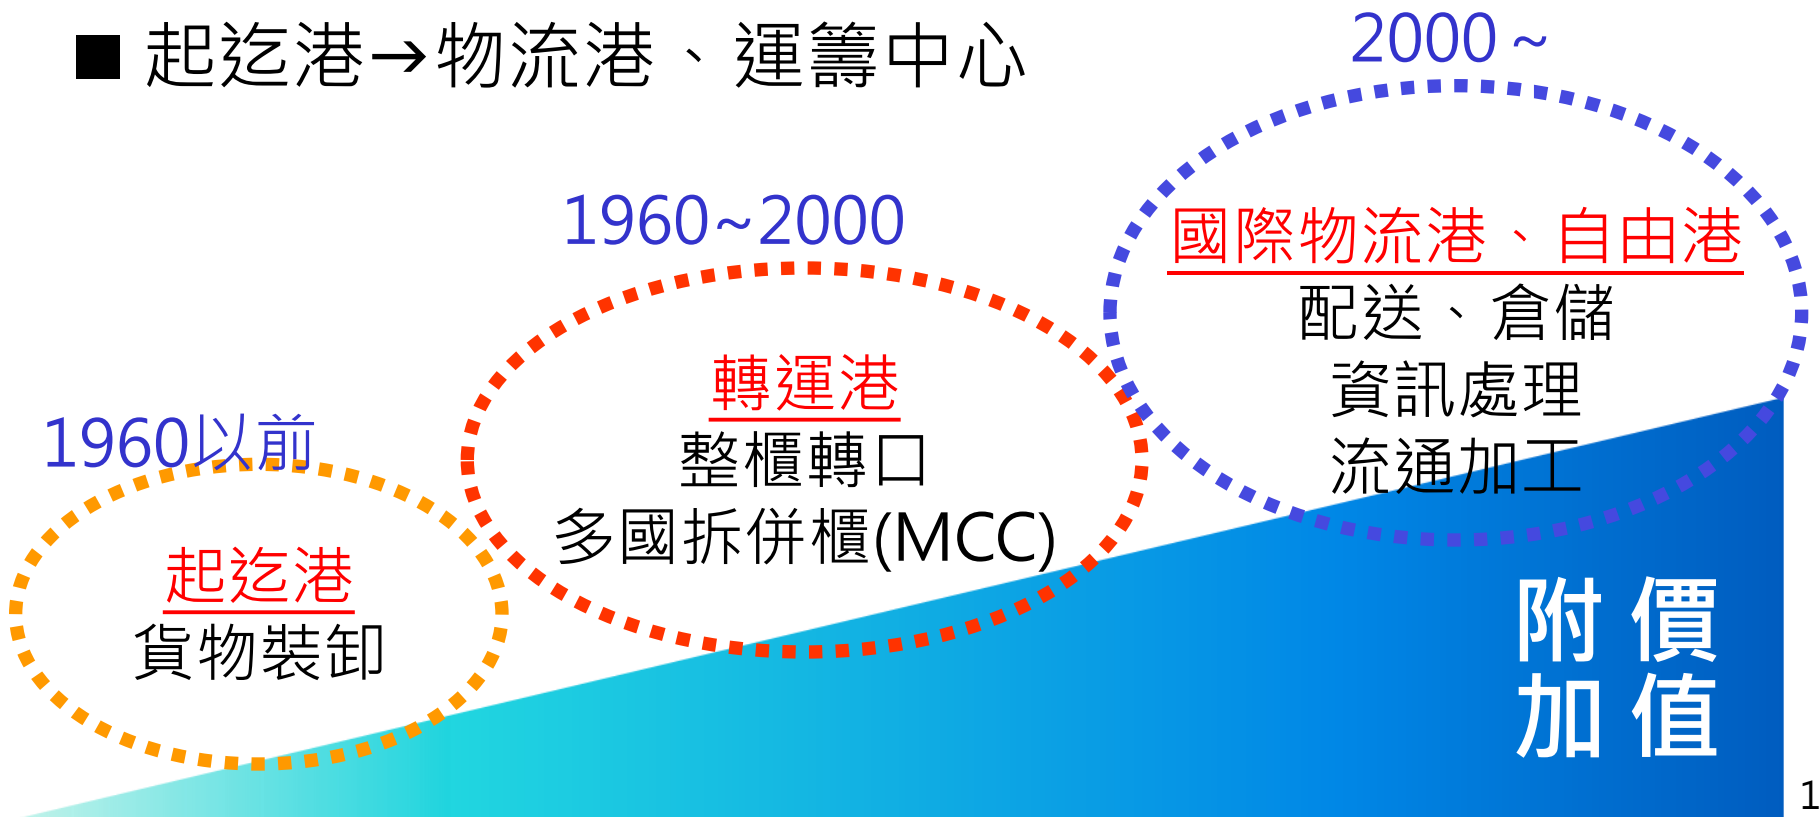 ■ 起迄港→物流港、運籌中心
1960以前
起迄港
貨物裝卸
1960~2000
轉運港
整櫃轉口
多國拆併櫃(MCC)
2000~
國際物流港、自由港
配送、倉儲
資訊處理
流通加工
附價
加值
1